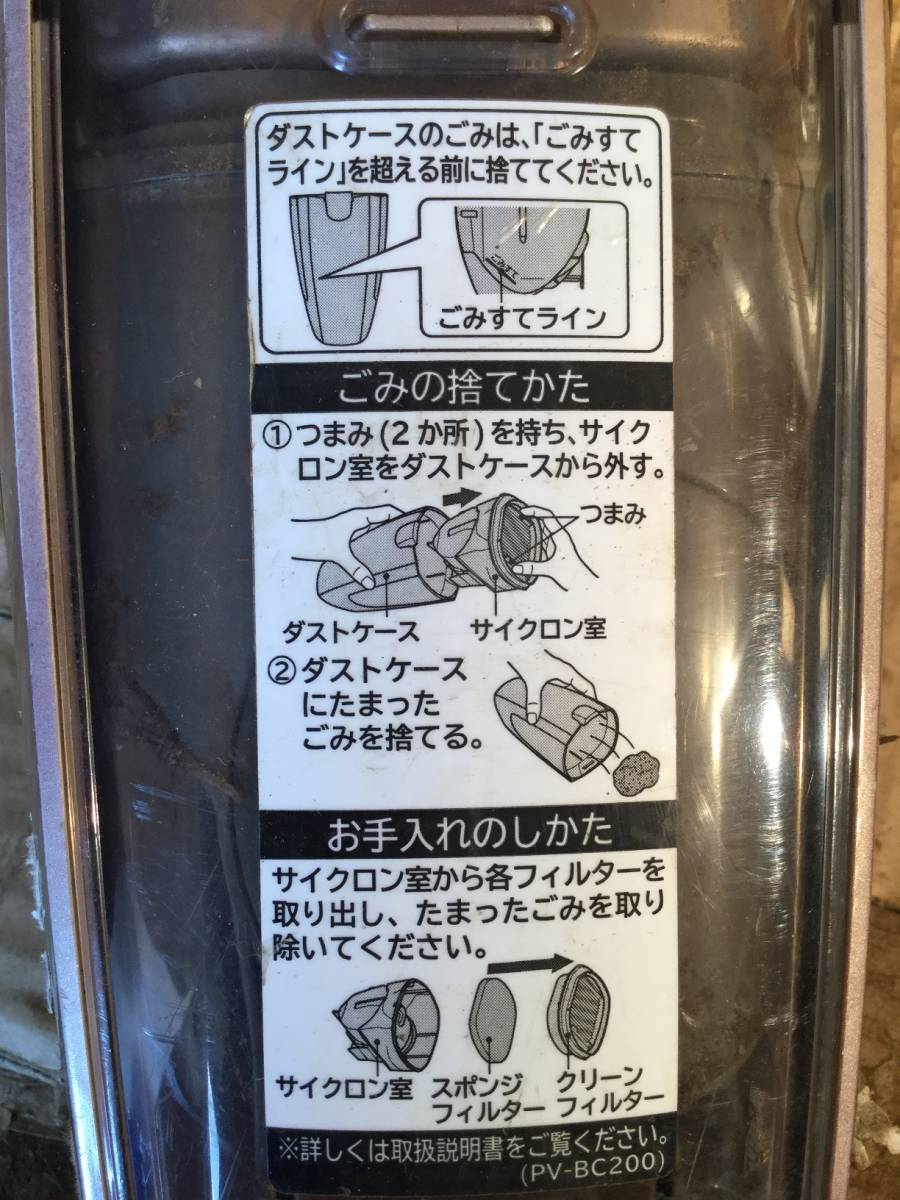 ダストケースのごみは、「ごみすて
ライン」を超える前に捨ててください。
ごみすて
ごみすてライン
ごみの捨てかた
①つまみ(2か所)を持ち、サイク
ロン室をダストケースから外す。
つまみ
ダストケース サイクロン室
②ダストケース
にたまった
ごみを捨てる。
お手入れのしかた
サイクロン室から各フィルターを
取り出し、たまったごみを取り
除いてください。
サイクロン室 スポンジ クリーン
フィルター フィルター
※詳しくは取扱説明書をご覧ください。
(PV-BC200)